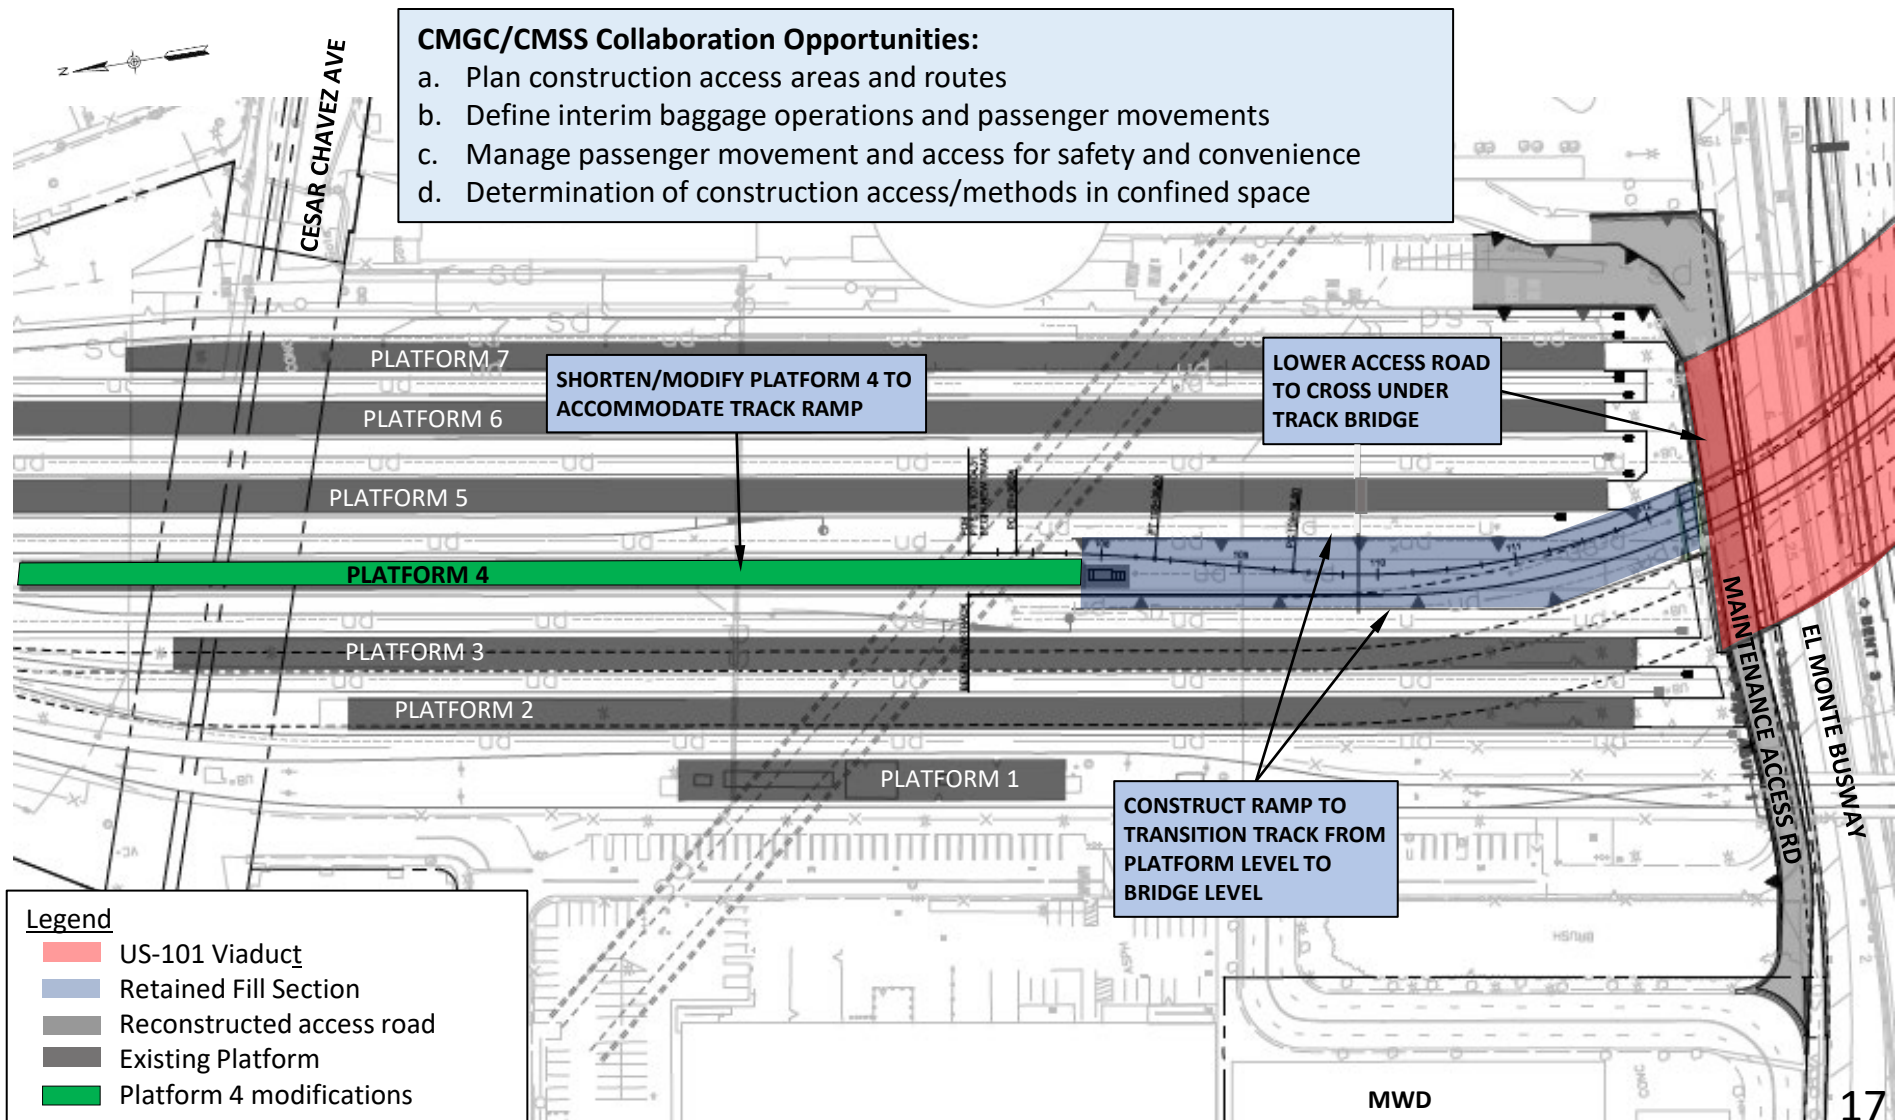 CMGC/CMSS Collaboration Opportunities:
a. Plan construction access areas and routes
b. Define interim baggage operations and passenger movements
c. Manage passenger movement and access for safety and convenience
d. Determination of construction access/methods in confined space
N
CESAR CHAVEZ AVE
PLATFORM 7
SHORTEN/MODIFY PLATFORM 4 TO
ACCOMMODATE TRACK RAMP
LOWER ACCESS ROAD
TO CROSS UNDER
TRACK BRIDGE
PLATFORM 6
PLATFORM 5
PLATFORM 4
PLATFORM 3
PLATFORM 2
PLATFORM 1
CONSTRUCT RAMP TO
TRANSITION TRACK FROM
PLATFORM LEVEL TO
BRIDGE LEVEL
MAINTENANCE ACCESS RD
EL MONTE BUSWAY
BRUSH
ASPH
CONC
MWD
Legend
US-101 Viaduct
Retained Fill Section
Reconstructed access road
Existing Platform
Platform 4 modifications
17